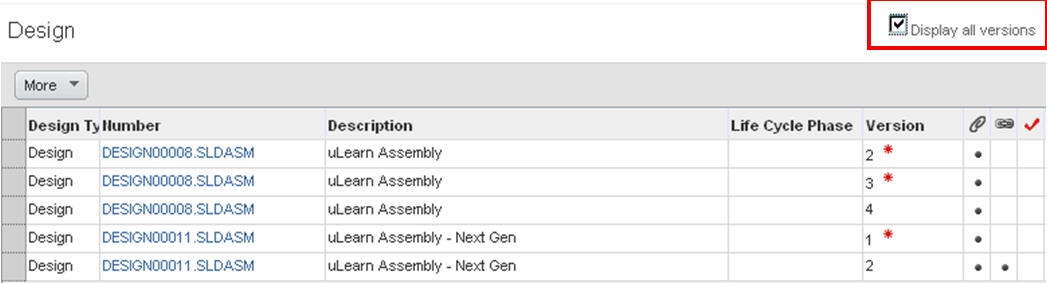 Design
Display all versions
More
Design Ty Number Description Life Cycle Phase Version
Design DESIGN00008.SLDASM uLearn Assembly 2 *
Design DESIGN00008.SLDASM uLearn Assembly 3 *
Design DESIGN00008.SLDASM uLearn Assembly 4
Design DESIGN00011.SLDASM uLearn Assembly - Next Gen 1 *
Design DESIGN00011.SLDASM uLearn Assembly - Next Gen 2